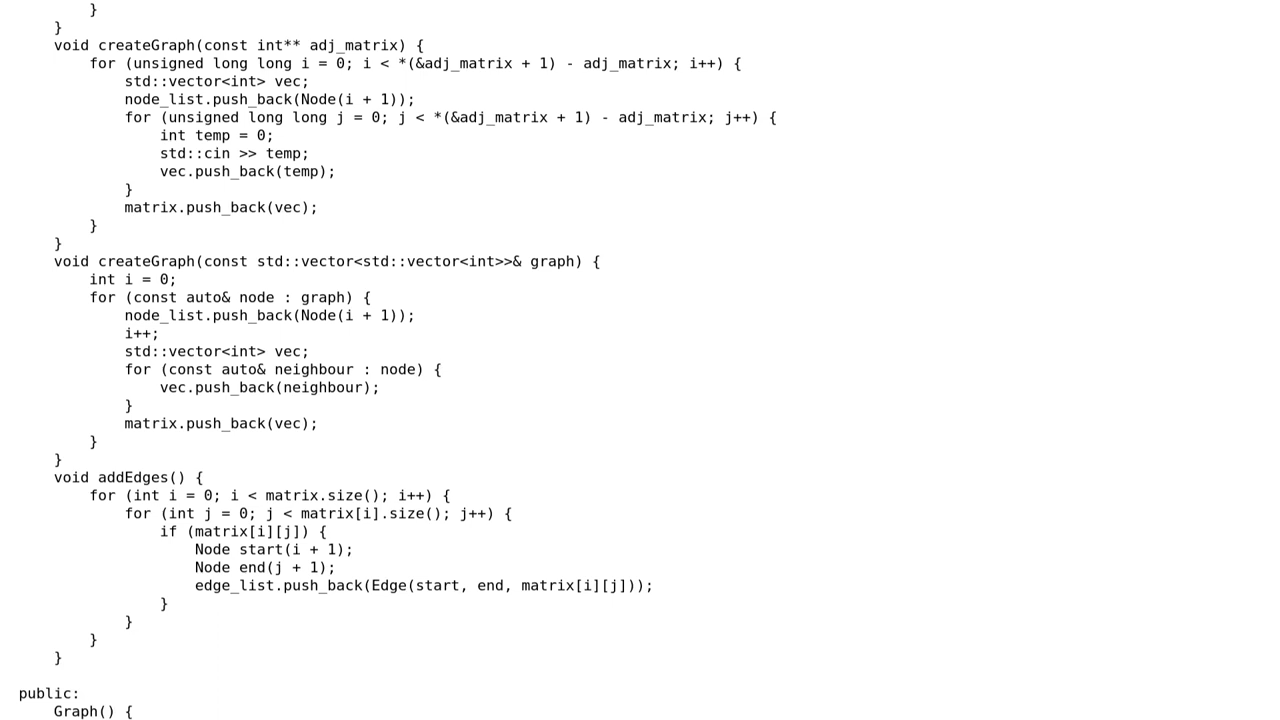 }
    }
    void createGraph(const int** adj_matrix) {
        for (unsigned long long i = 0; i < *(&adj_matrix + 1) - adj_matrix; i++) {
            std::vector<int> vec;
            node_list.push_back(Node(i + 1));
            for (unsigned long long j = 0; j < *(&adj_matrix + 1) - adj_matrix; j++) {
                int temp = 0;
                std::cin >> temp;
                vec.push_back(temp);
            }
            matrix.push_back(vec);
        }
    }
    void createGraph(const std::vector<std::vector<int>>& graph) {
        int i = 0;
        for (const auto& node : graph) {
            node_list.push_back(Node(i + 1));
            i++;
            std::vector<int> vec;
            for (const auto& neighbour : node) {
                vec.push_back(neighbour);
            }
            matrix.push_back(vec);
        }
    }
    void addEdges() {
        for (int i = 0; i < matrix.size(); i++) {
            for (int j = 0; j < matrix[i].size(); j++) {
                if (matrix[i][j]) {
                    Node start(i + 1);
                    Node end(j + 1);
                    edge_list.push_back(Edge(start, end, matrix[i][j]));
                }
            }
        }
    }

public:
    Graph() {